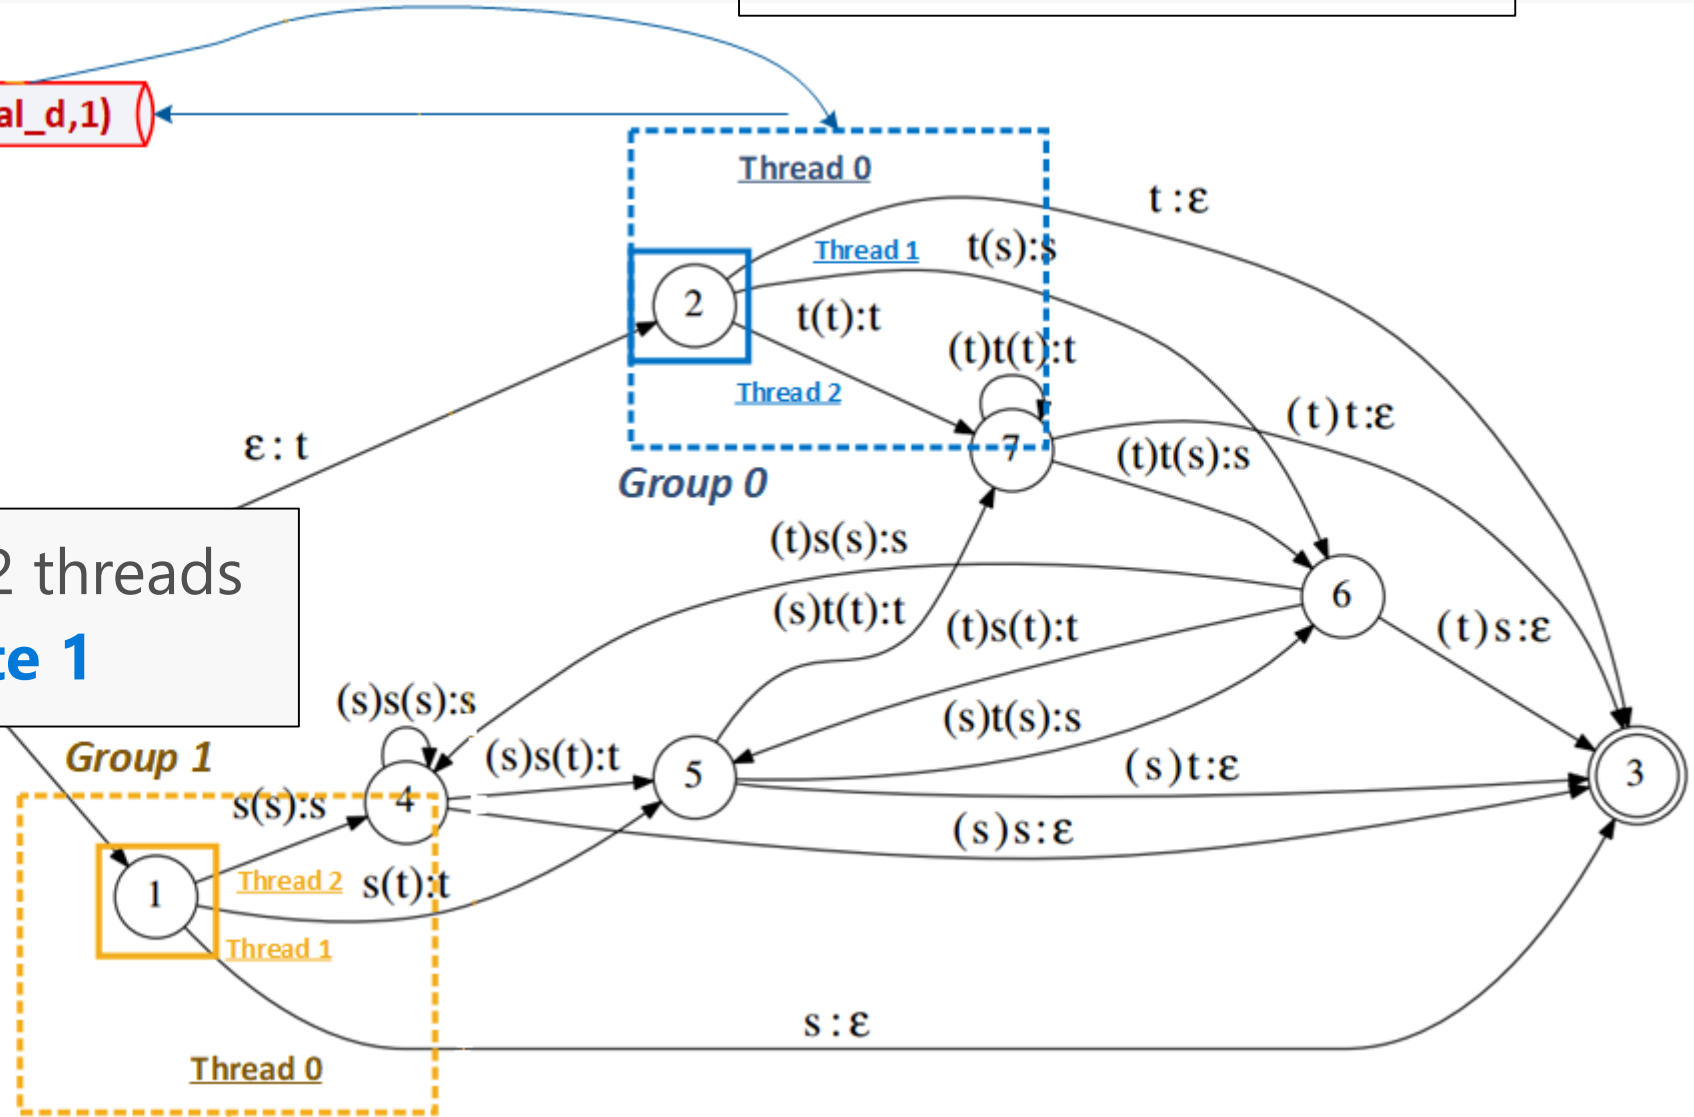 al_d,1)
Thread 0
t:ε
Thread 1
t(s):s
2
t(t):t
(t)t(t):t
Thread 2
(t)t:ε
ε:t
7
(t)t(s):s
Group 0
(t)s(s):s
2 threads
(s)t(t):t
6
(t)s(t):t
(t)s:ε
te 1
(s)s(s):s
(s)t(s):s
Group 1
(s)s(t):t
5
(s)t:ε
3
s(s):s
4
(s)s:ε
1
Thread 2
s(t):t
Thread 1
s:ε
Thread 0